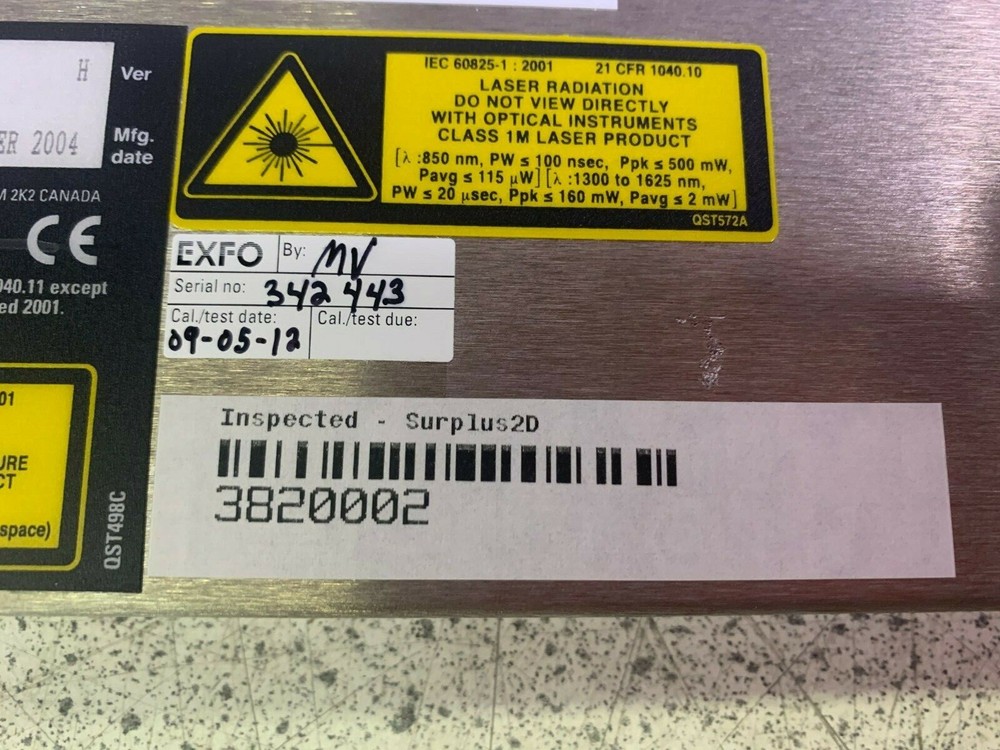 H Ver
ER 2004 Mfg. date
M 2K2 CANADA
CE
040.11 except
ed 2001.
01
URE
CT
space)
QST498C
IEC 60825-1 : 2001 21 CFR 1040.10
LASER RADIATION
DO NOT VIEW DIRECTLY
WITH OPTICAL INSTRUMENTS
CLASS 1M LASER PRODUCT
[λ :850 nm, PW ≤ 100 nsec, Ppk ≤ 500 mW,
Pavg ≤ 115 µW] [λ :1300 to 1625 nm,
PW ≤ 20 µsec, Ppk ≤ 160 mW, Pavg ≤ 2 mW]
QST572A
EXFO By: MV
Serial no: 342443
Cal./test date: Cal./test due:
09-05-12
Inspected - Surplus2D
3820002